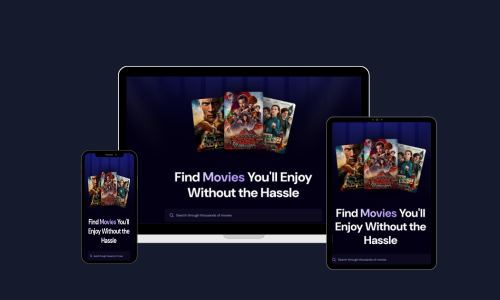 Find Movies You'll Enjoy
Without the Hassle
Search through thousands of movies
Find Movies You'll
Enjoy Without the
Hassle
Find Movies You'll
Enjoy Without the
Hassle
Search through thousands of movies